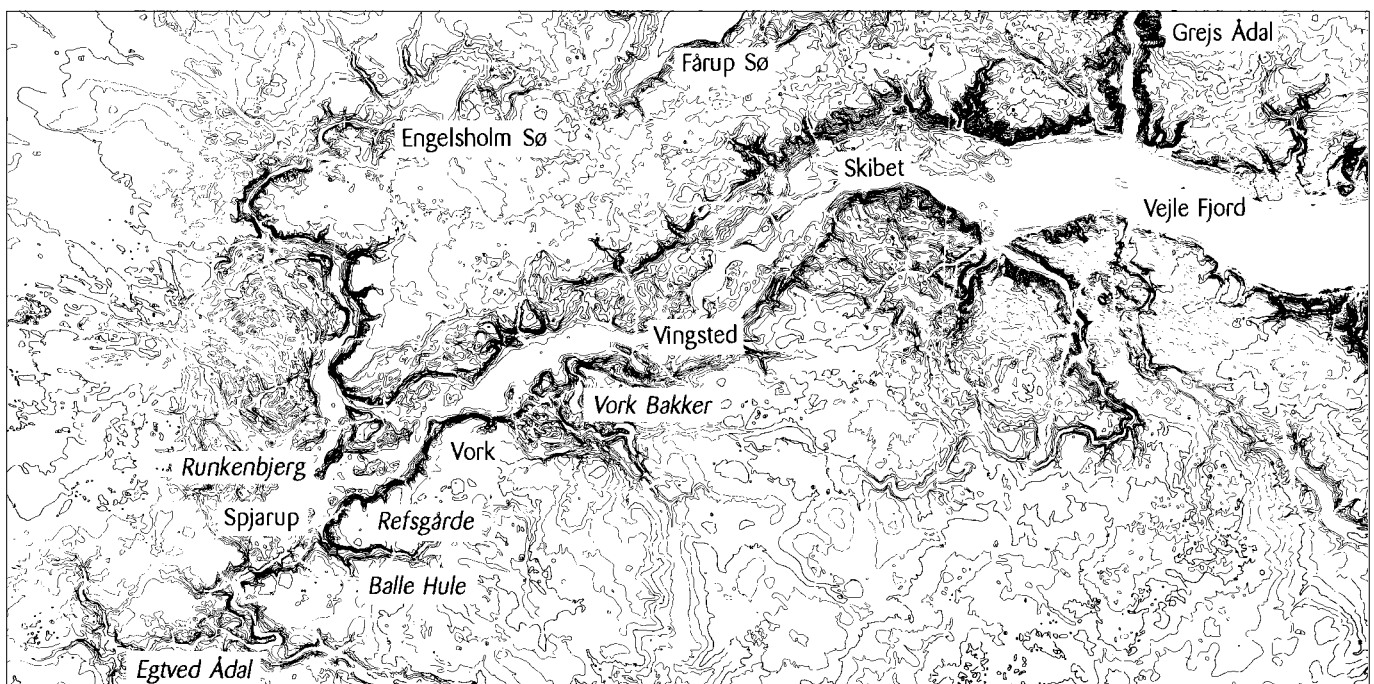 Grejs Ådal
Fårup Sø
Engelsholm Sø
Skibet
Vejle Fjord
Vingsted
Vork Bakker
Vork
Runkenbjerg
Spjarup
Refsgårde
Balle Hule
Egtved Ådal